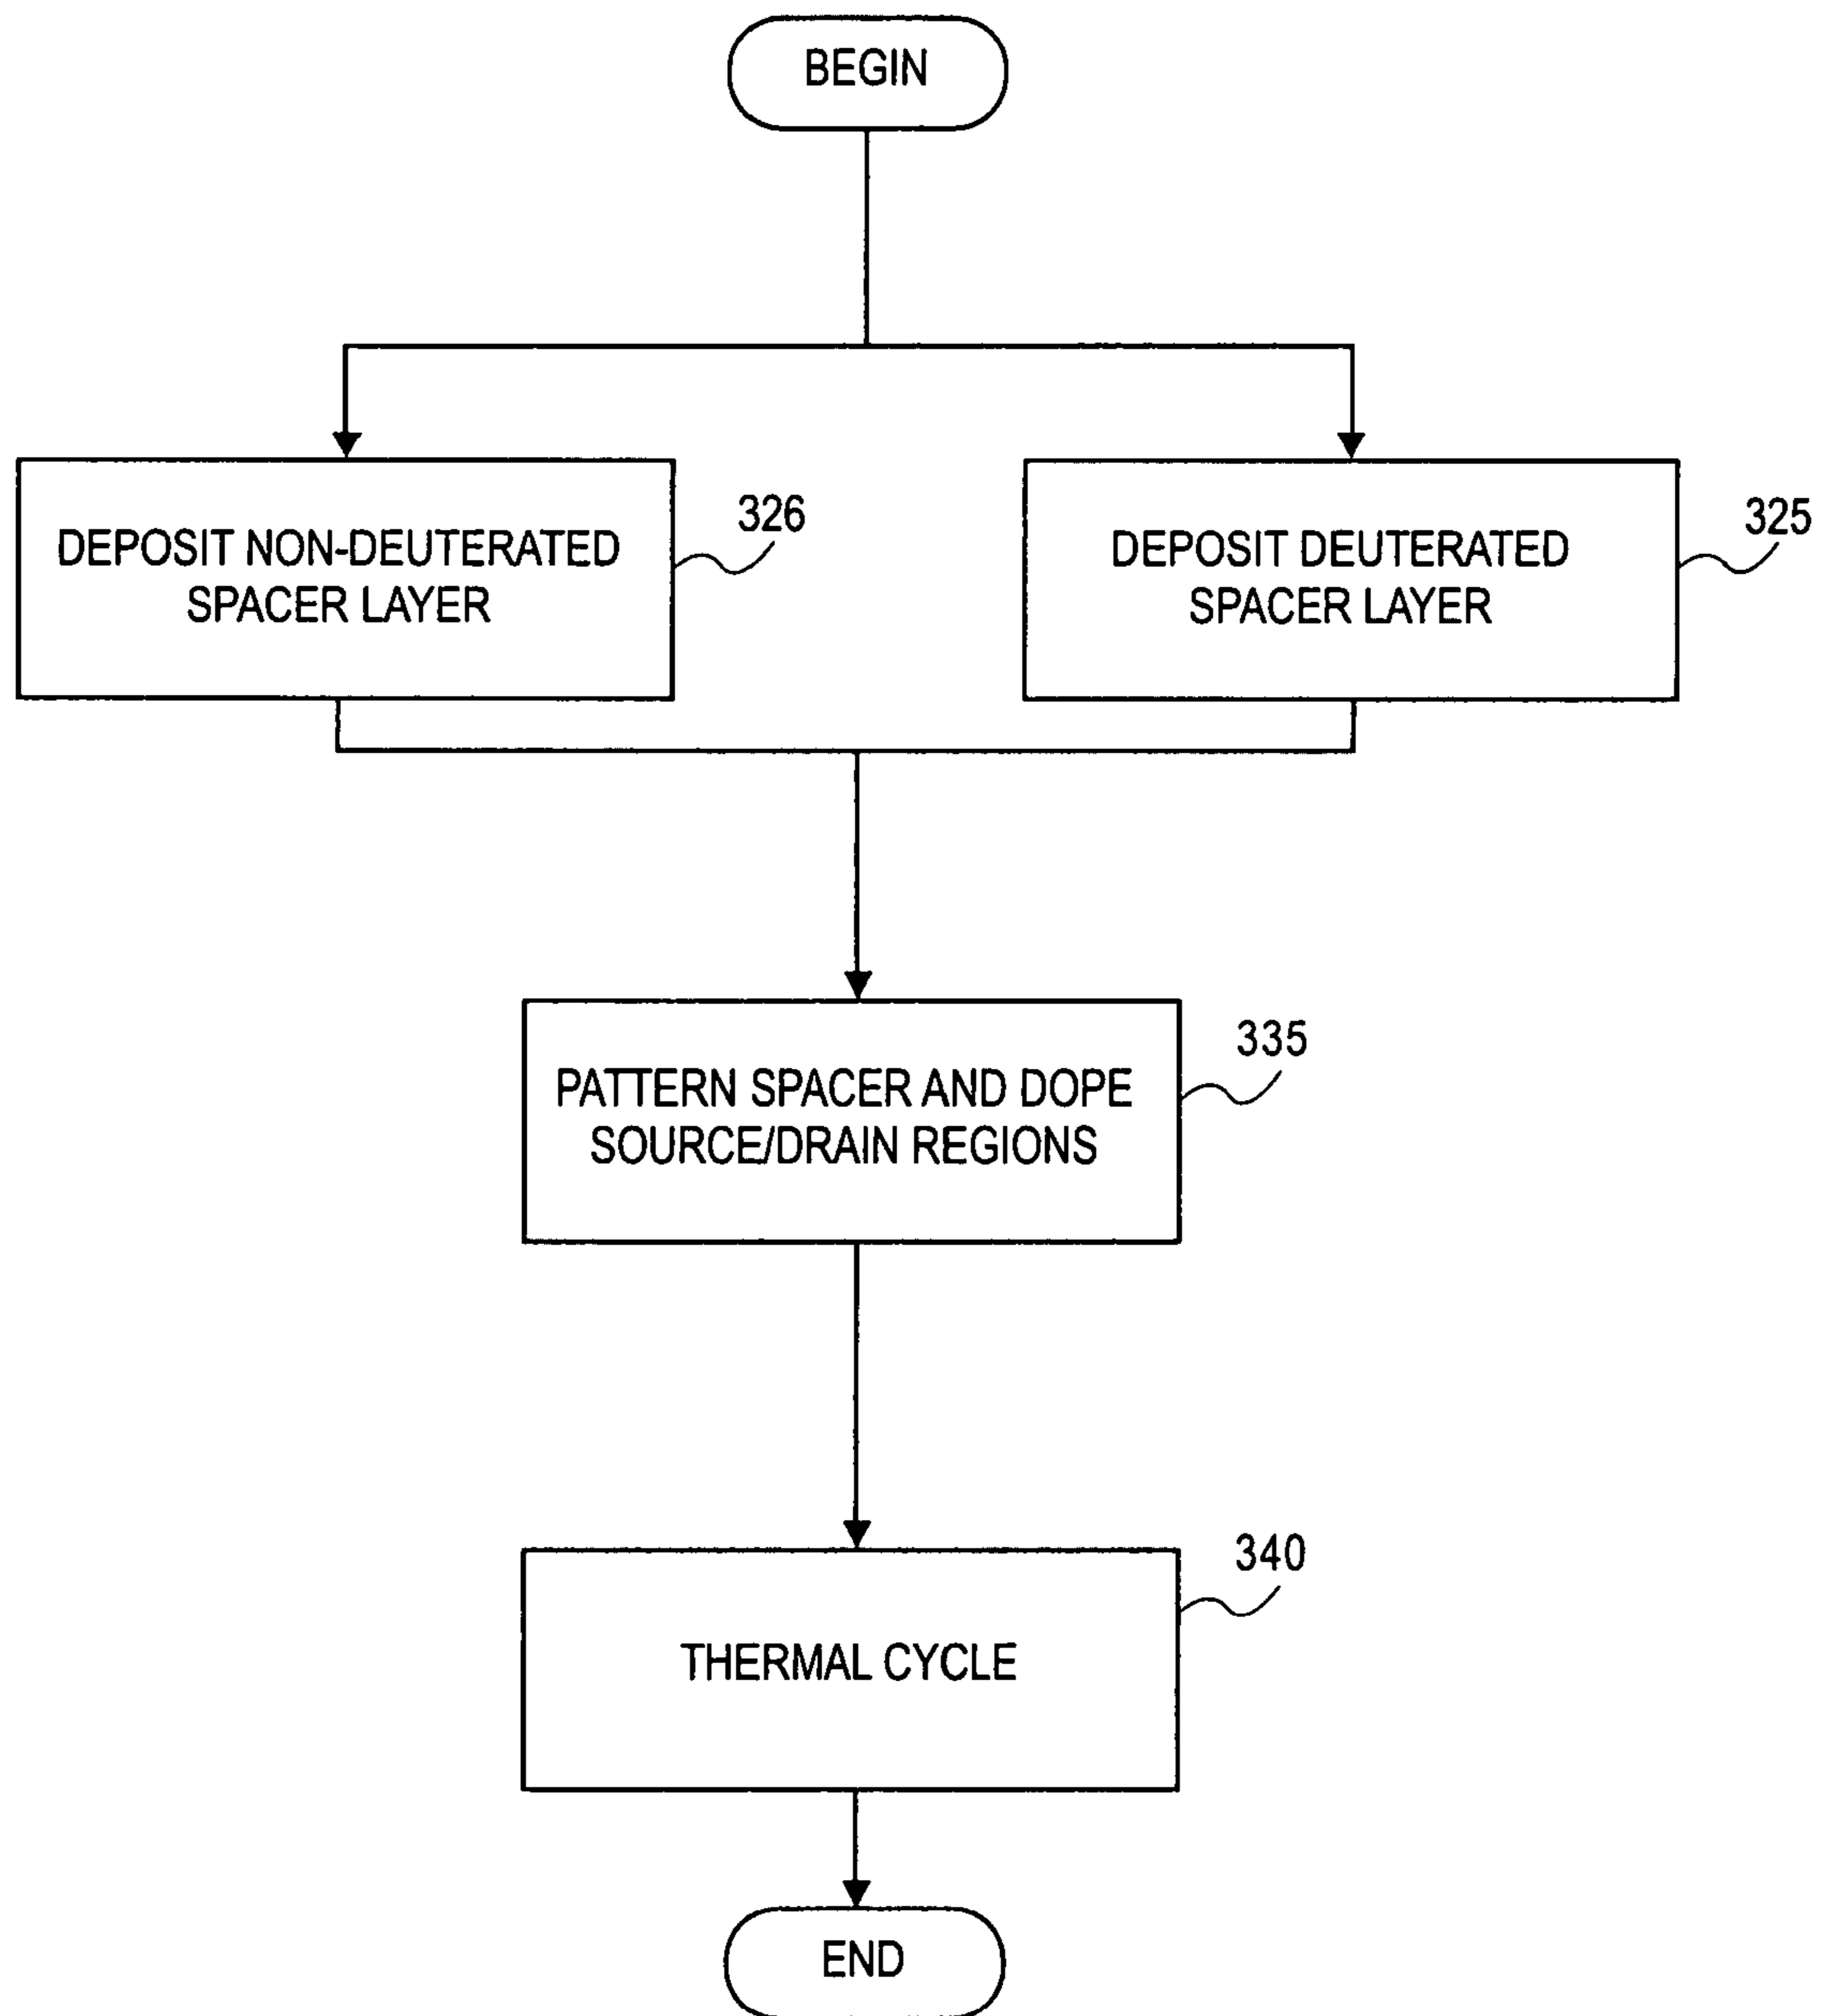 BEGIN
DEPOSIT NON-DEUTERATED
SPACER LAYER
326
DEPOSIT DEUTERATED
SPACER LAYER
325
PATTERN SPACER AND DOPE
SOURCE/DRAIN REGIONS
335
THERMAL CYCLE
340
END